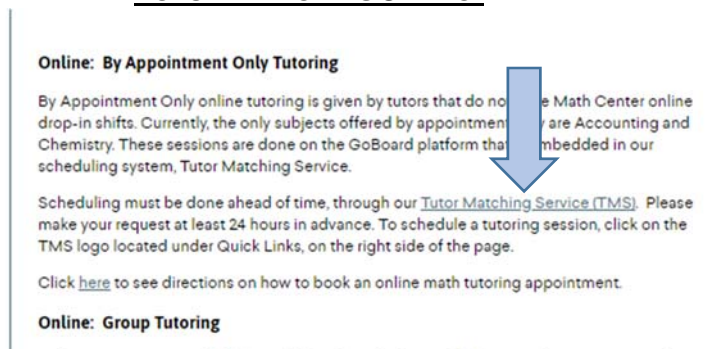 Online: By Appointment Only Tutoring
By Appointment Only online tutoring is given by tutors that do no e Math Center online
drop-in shifts. Currently, the only subjects offered by appointment y are Accounting and
Chemistry. These sessions are done on the GoBoard platform that mbedded in our
scheduling system, Tutor Matching Service.
Scheduling must be done ahead of time, through our Tutor Matching Service (TMS). Please
make your request at least 24 hours in advance. To schedule a tutoring session, click on the
TMS logo located under Quick Links, on the right side of the page.
Click here to see directions on how to book an online math tutoring appointment.
Online: Group Tutoring